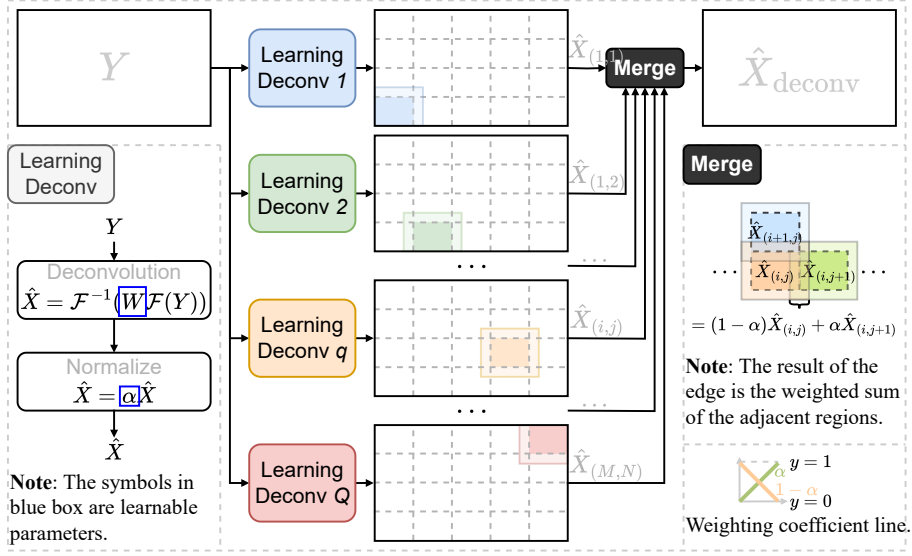 Y
Learning
Deconv 1
X̂(1,1)
Merge
X̂deconv
Learning
Deconv 2
X̂(1,2)
...
...
Learning
Deconv q
X̂(i,j)
...
...
Learning
Deconv Q
X̂(M,N)
Learning
Deconv
Y
Deconvolution
X̂ = F⁻¹(WF(Y))
Normalize
X̂ = αX̂
X̂
Note: The symbols in
blue box are learnable
parameters.
Merge
X̂(i+1,j)
... X̂(i,j) X̂(i,j+1) ...
= (1 − α)X̂(i,j) + αX̂(i,j+1)
Note: The result of the
edge is the weighted sum
of the adjacent regions.
α y = 1
1 − α y = 0
Weighting coefficient line.